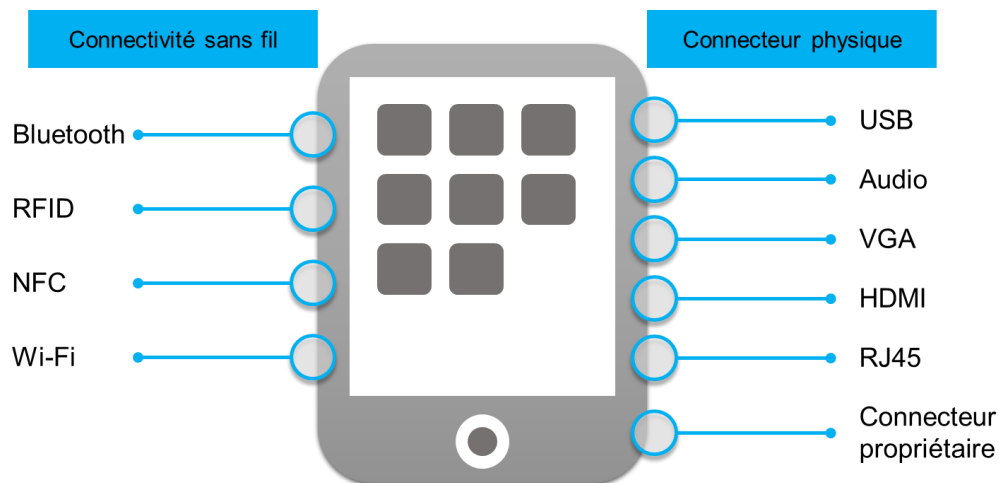 Connectivité sans fil
Connecteur physique
Bluetooth
RFID
NFC
Wi-Fi
USB
Audio
VGA
HDMI
RJ45
Connecteur
propriétaire